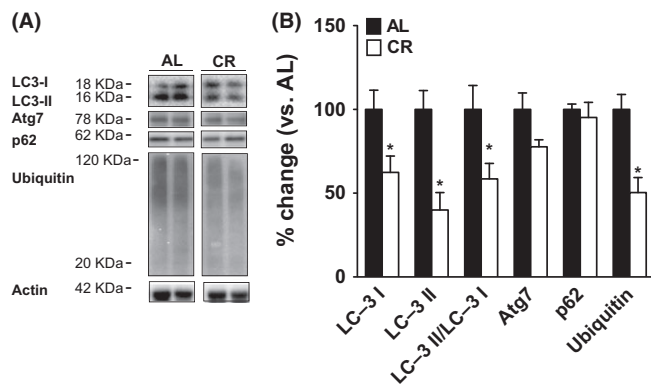 (A)
AL CR
LC3-I 18 KDa-
LC3-II 16 KDa-
Atg7 78 KDa-
p62 62 KDa-
120 KDa-
Ubiquitin
20 KDa-
Actin 42 KDa-
(B)
AL
CR
% change (vs. AL)
150
100
50
0
* * * *
LC–3 I
LC–3 II
LC–3 II/LC–3 I
Atg7
p62
Ubiquitin